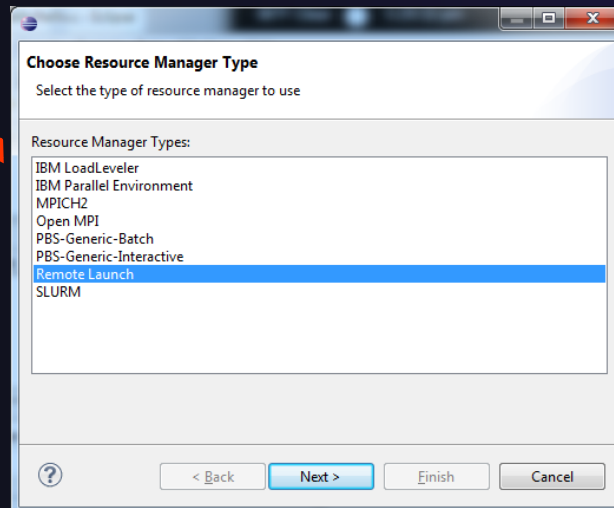 Choose Resource Manager Type
Select the type of resource manager to use
Resource Manager Types:
IBM LoadLeveler
IBM Parallel Environment
MPICH2
Open MPI
PBS-Generic-Batch
PBS-Generic-Interactive
Remote Launch
SLURM
? < Back Next > Finish Cancel